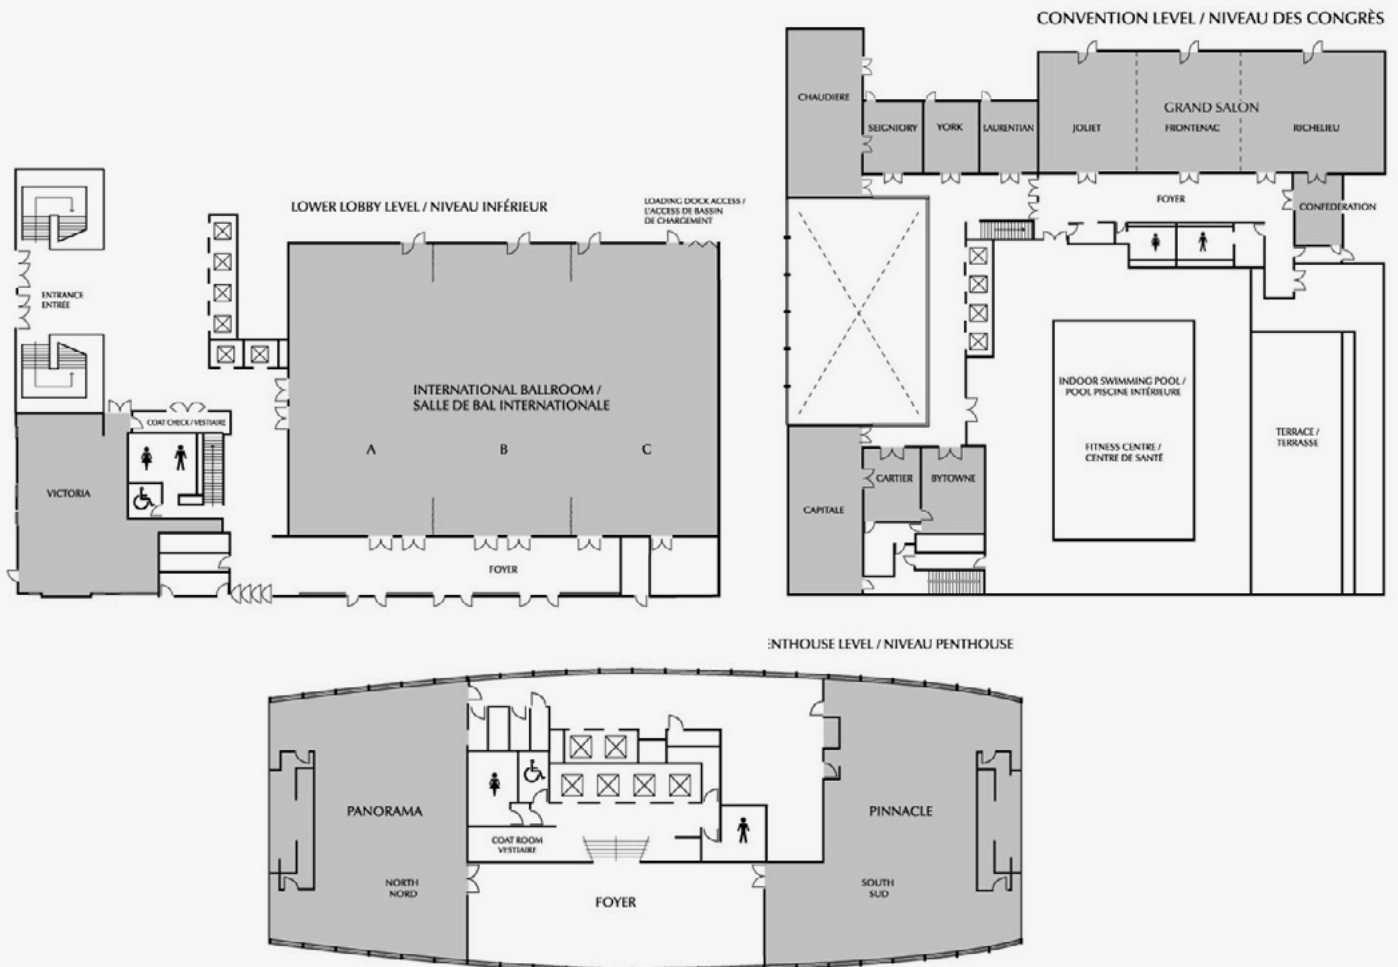 CONVENTION LEVEL / NIVEAU DES CONGRÈS
CHAUDIERE
SEIGNIORY
YORK
LAURENTIAN
GRAND SALON
JOLIET
FRONTENAC
RICHELIEU
FOYER
CONFEDERATION
INDOOR SWIMMING POOL /
POOL PISCINE INTÉRIEURE
FITNESS CENTRE /
CENTRE DE SANTÉ
TERRACE /
TERRASSE
CAPITALE
CARTIER
BYTOWNE
LOWER LOBBY LEVEL / NIVEAU INFÉRIEUR
LOADING DOCK ACCESS /
L'ACCESS DE BASSIN
DE CHARGEMENT
ENTRANCE
ENTRÉE
INTERNATIONAL BALLROOM /
SALLE DE BAL INTERNATIONALE
A
B
C
COAT CHECK / VESTIAIRE
VICTORIA
FOYER
ENTHOUSE LEVEL / NIVEAU PENTHOUSE
PANORAMA
NORTH
NORD
COAT ROOM
VESTIAIRE
FOYER
PINNACLE
SOUTH
SUD